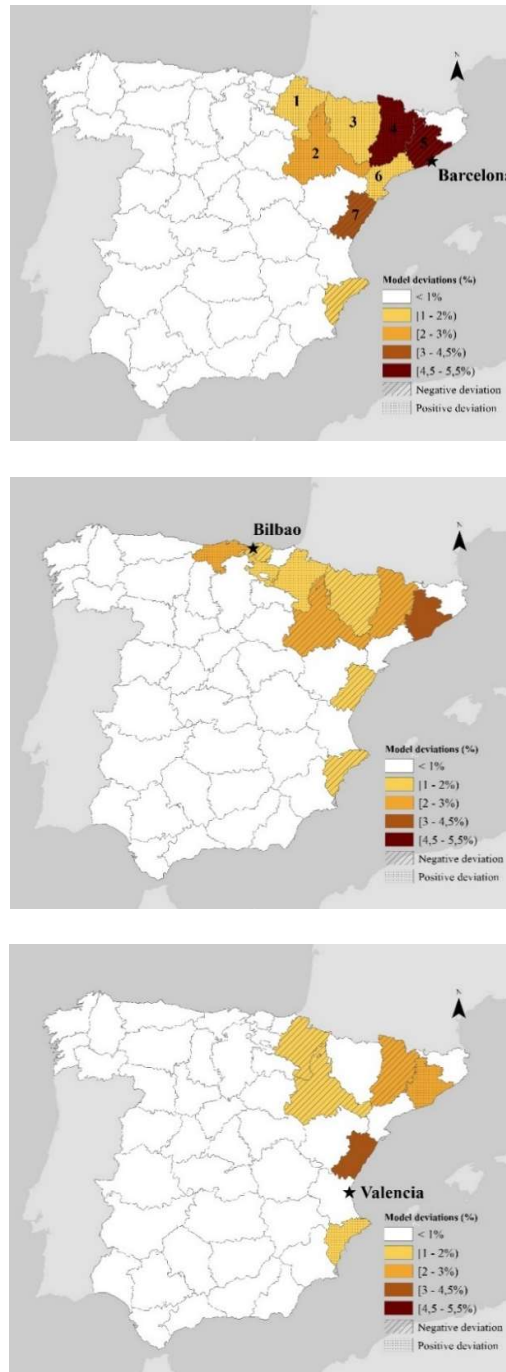 N
1
3
4
5
2
6
Barcelona
7
Model deviations (%)
< 1%
[1 - 2%)
[2 - 3%)
[3 - 4,5%)
[4,5 - 5,5%)
Negative deviation
Positive deviation
Bilbao
N
Model deviations (%)
< 1%
[1 - 2%)
[2 - 3%)
[3 - 4,5%)
[4,5 - 5,5%)
Negative deviation
Positive deviation
N
Valencia
Model deviations (%)
< 1%
[1 - 2%)
[2 - 3%)
[3 - 4,5%)
[4,5 - 5,5%)
Negative deviation
Positive deviation